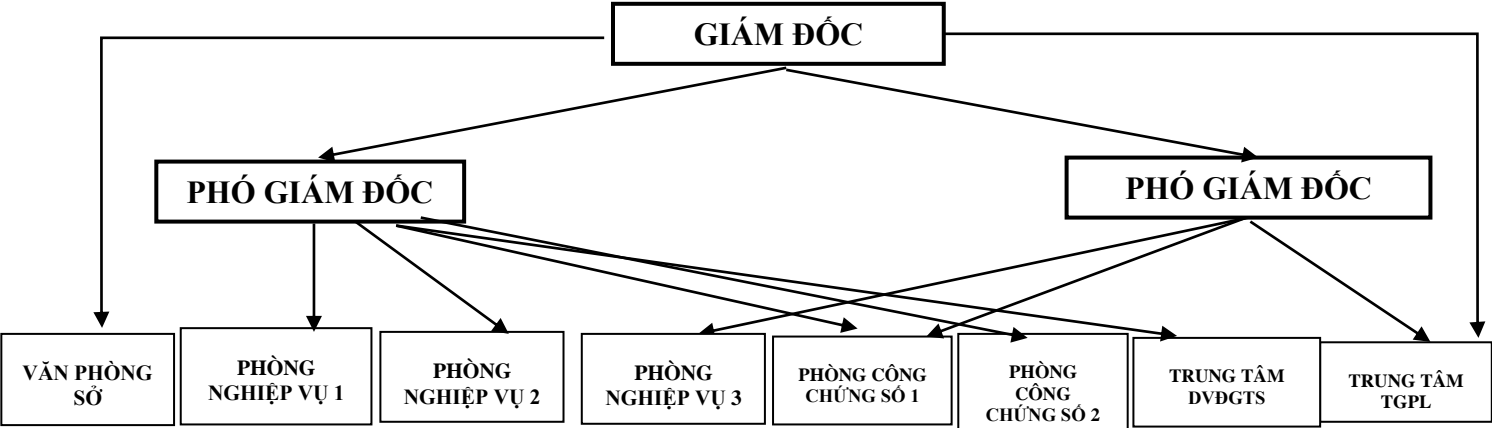 GIÁM ĐỐC
PHÓ GIÁM ĐỐC
PHÓ GIÁM ĐỐC
VĂN PHÒNG
SỞ
PHÒNG
NGHIỆP VỤ 1
PHÒNG
NGHIỆP VỤ 2
PHÒNG
NGHIỆP VỤ 3
PHÒNG CÔNG
CHỨNG SỐ 1
PHÒNG
CÔNG
CHỨNG SỐ 2
TRUNG TÂM
DVĐGTS
TRUNG TÂM
TGPL